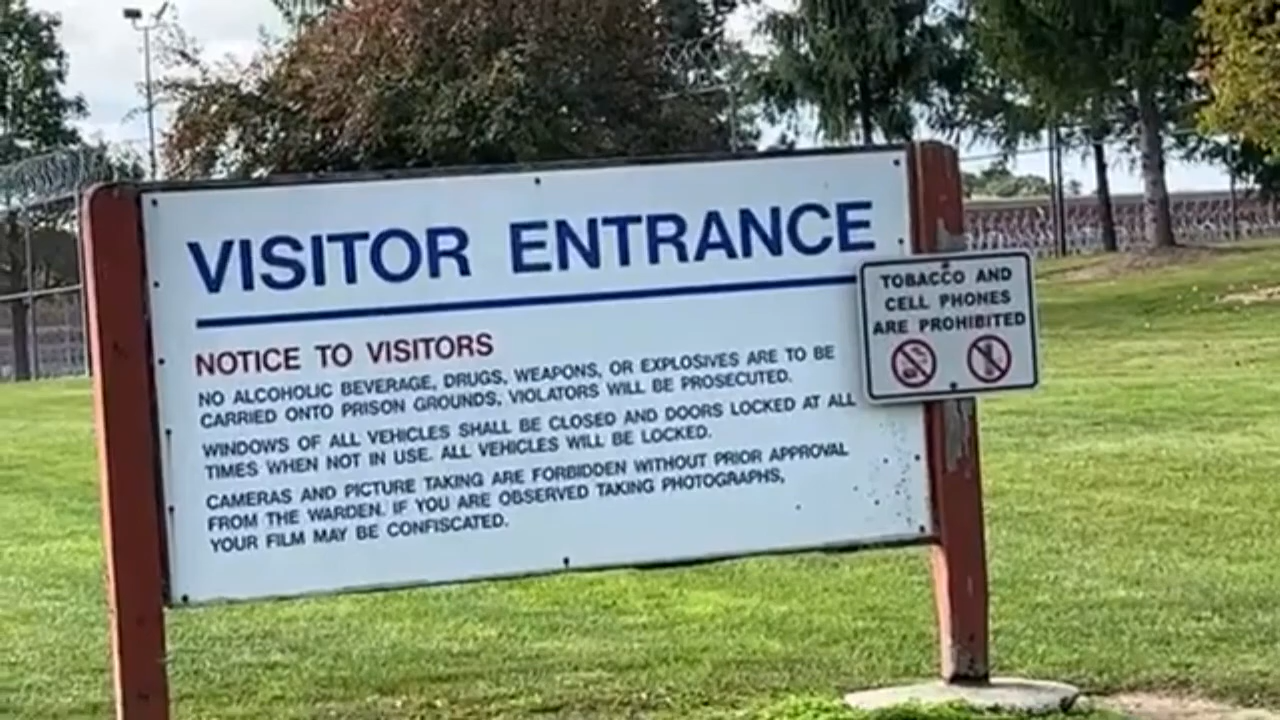 VISITOR ENTRANCE
NOTICE TO VISITORS
NO ALCOHOLIC BEVERAGE, DRUGS, WEAPONS, OR EXPLOSIVES ARE TO BE
CARRIED ONTO PRISON GROUNDS, VIOLATORS WILL BE PROSECUTED.
WINDOWS OF ALL VEHICLES SHALL BE CLOSED AND DOORS LOCKED AT ALL
TIMES WHEN NOT IN USE. ALL VEHICLES WILL BE LOCKED.
CAMERAS AND PICTURE TAKING ARE FORBIDDEN WITHOUT PRIOR APPROVAL
FROM THE WARDEN. IF YOU ARE OBSERVED TAKING PHOTOGRAPHS,
YOUR FILM MAY BE CONFISCATED.
TOBACCO AND
CELL PHONES
ARE PROHIBITED